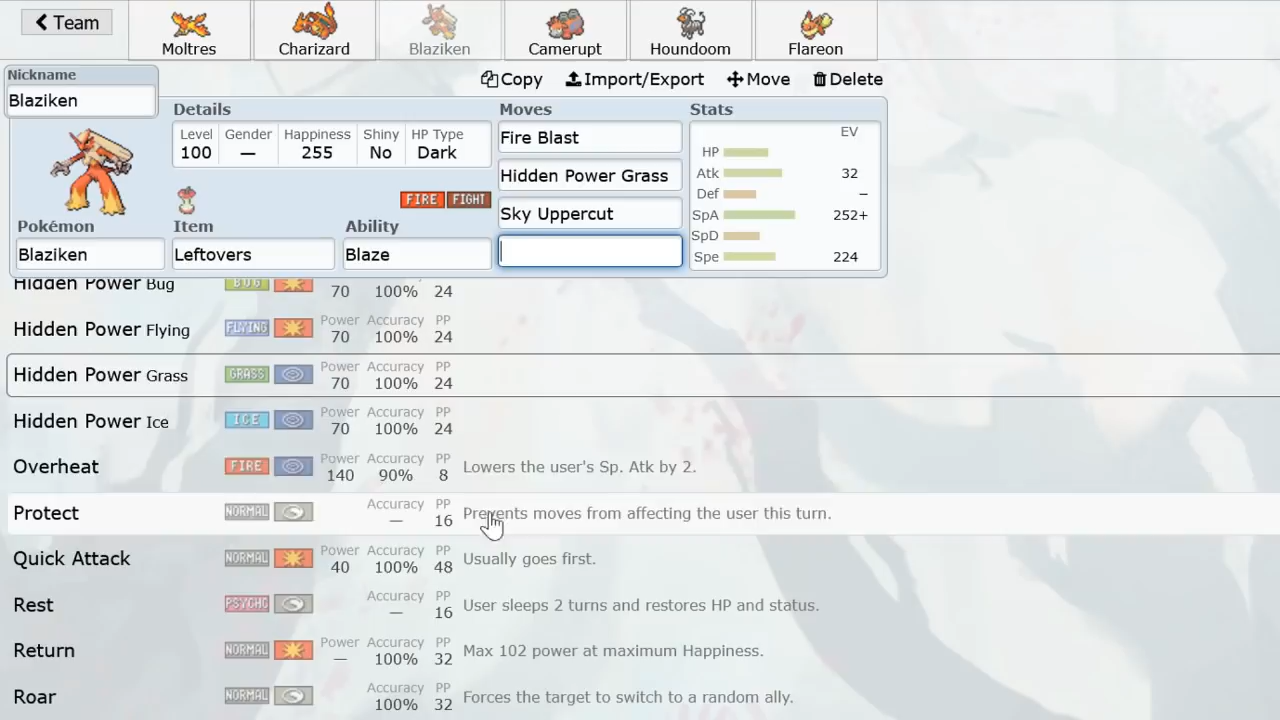 Team
Moltres Charizard Blaziken Camerupt Houndoom Flareon
Copy Import/Export Move Delete
Nickname
Blaziken
Details Moves Stats
Level Gender Happiness Shiny HP Type
100 — 255 No Dark
Fire Blast
Hidden Power Grass
Sky Uppercut
EV
HP
Atk 32
Def –
SpA 252+
SpD
Spe 224
FIRE FIGHT
Pokémon Item Ability
Blaziken Leftovers Blaze
Hidden Power Bug BUG 70 100% 24
Power Accuracy PP
Hidden Power Flying FLYING 70 100% 24
Power Accuracy PP
Hidden Power Grass GRASS 70 100% 24
Power Accuracy PP
Hidden Power Ice ICE 70 100% 24
Power Accuracy PP
Overheat FIRE 140 90% 8 Lowers the user's Sp. Atk by 2.
Accuracy PP
Protect NORMAL — 16 Prevents moves from affecting the user this turn.
Power Accuracy PP
Quick Attack NORMAL 40 100% 48 Usually goes first.
Accuracy PP
Rest PSYCHC — 16 User sleeps 2 turns and restores HP and status.
Power Accuracy PP
Return NORMAL — 100% 32 Max 102 power at maximum Happiness.
Accuracy PP
Roar NORMAL 100% 32 Forces the target to switch to a random ally.